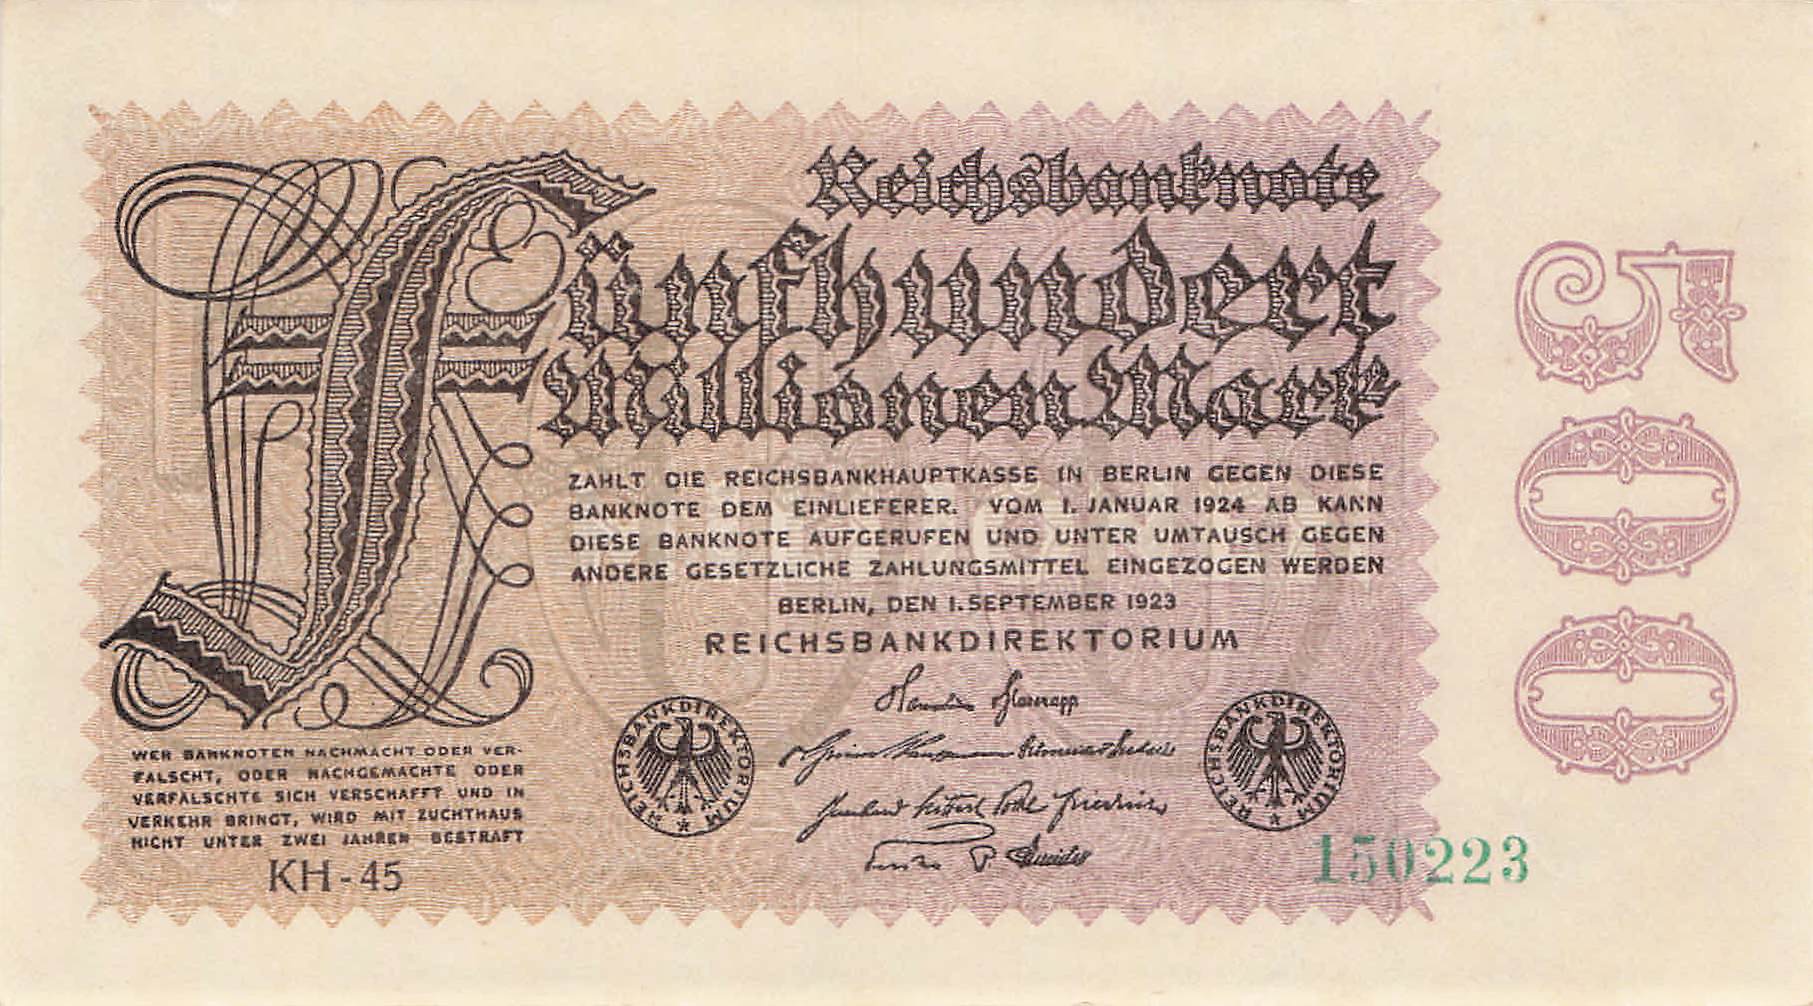 Reichsbanknote
Fünfhundert
Millionen Mark
ZAHLT DIE REICHSBANKHAUPTKASSE IN BERLIN GEGEN DIESE
BANKNOTE DEM EINLIEFERER. VOM 1. JANUAR 1924 AB KANN
DIESE BANKNOTE AUFGERUFEN UND UNTER UMTAUSCH GEGEN
ANDERE GESETZLICHE ZAHLUNGSMITTEL EINGEZOGEN WERDEN
BERLIN, DEN 1. SEPTEMBER 1923
REICHSBANKDIREKTORIUM
REICHSBANKDIREKTORIUM
REICHSBANKDIREKTORIUM
WER BANKNOTEN NACHMACHT ODER VER-
FALSCHT, ODER NACHGEMACHTE ODER
VERFALSCHTE SICH VERSCHAFFT UND IN
VERKEHR BRINGT, WIRD MIT ZUCHTHAUS
NICHT UNTER ZWEI JAHREN BESTRAFT
KH-45
150223
500